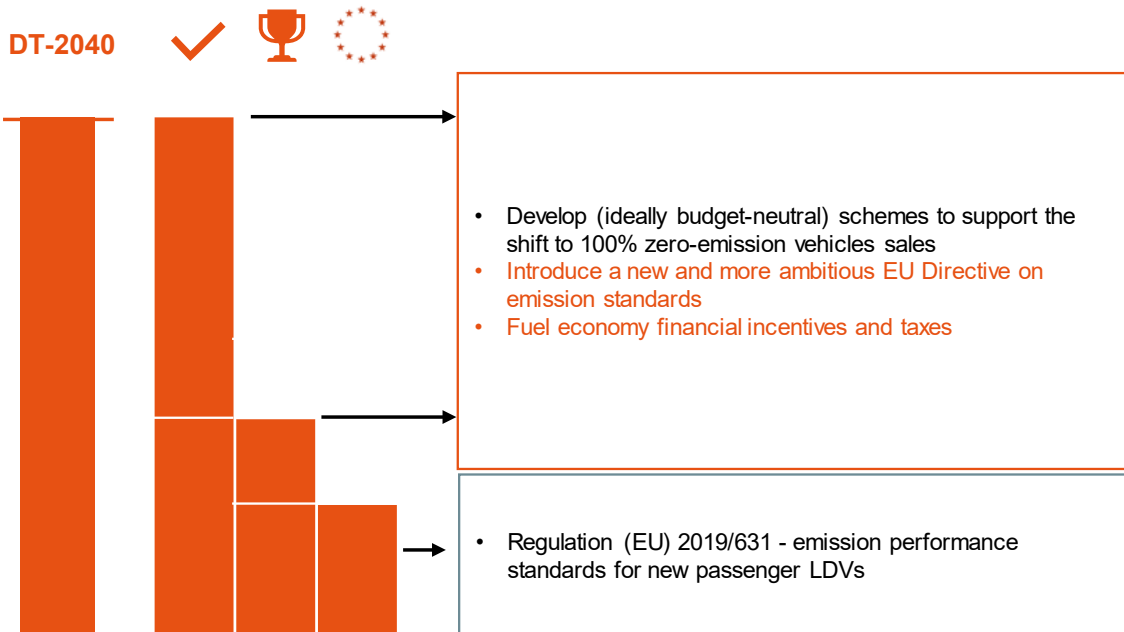 DT-2040
• Develop (ideally budget-neutral) schemes to support the
shift to 100% zero-emission vehicles sales
• Introduce a new and more ambitious EU Directive on
emission standards
• Fuel economy financial incentives and taxes
• Regulation (EU) 2019/631 - emission performance
standards for new passenger LDVs